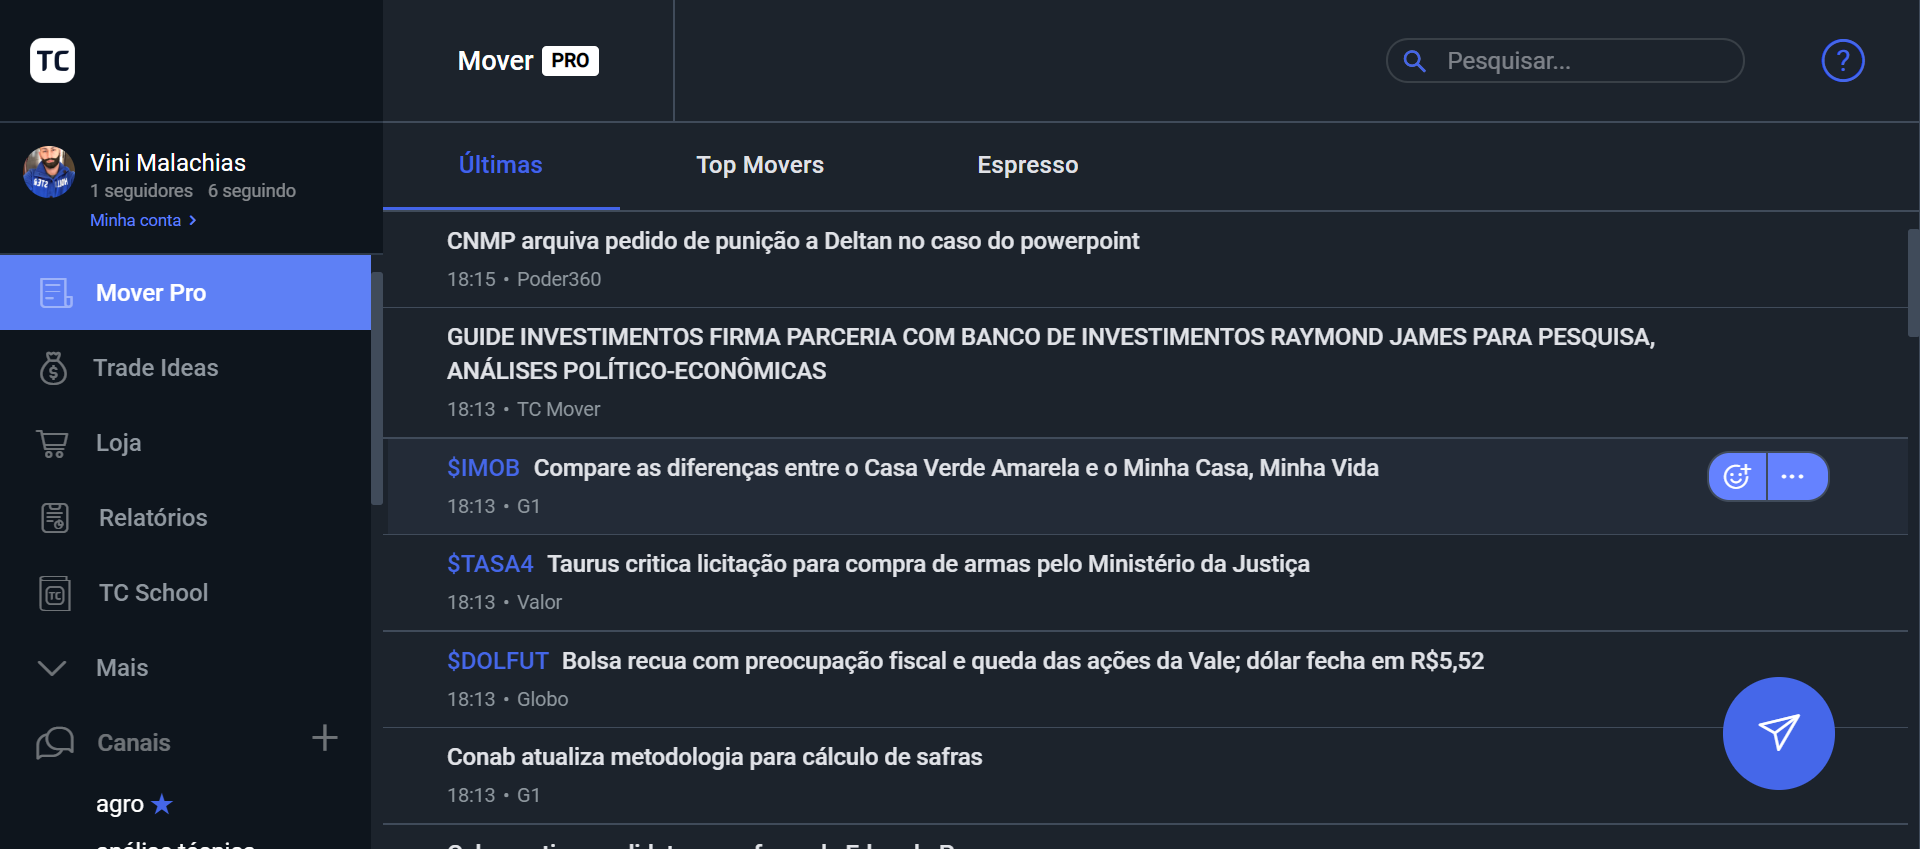 TC
Mover PRO
Pesquisar...
?
Vini Malachias
1 seguidores 6 seguindo
Minha conta >
Mover Pro
Trade Ideas
Loja
Relatórios
TC School
Mais
Canais
agro
análise técnica
Últimas
Top Movers
Espresso
CNMP arquiva pedido de punição a Deltan no caso do powerpoint
18:15 • Poder360
GUIDE INVESTIMENTOS FIRMA PARCERIA COM BANCO DE INVESTIMENTOS RAYMOND JAMES PARA PESQUISA,
ANÁLISES POLÍTICO-ECONÔMICAS
18:13 • TC Mover
$IMOB Compare as diferenças entre o Casa Verde Amarela e o Minha Casa, Minha Vida
18:13 • G1
$TASA4 Taurus critica licitação para compra de armas pelo Ministério da Justiça
18:13 • Valor
$DOLFUT Bolsa recua com preocupação fiscal e queda das ações da Vale; dólar fecha em R$5,52
18:13 • Globo
Conab atualiza metodologia para cálculo de safras
18:13 • G1